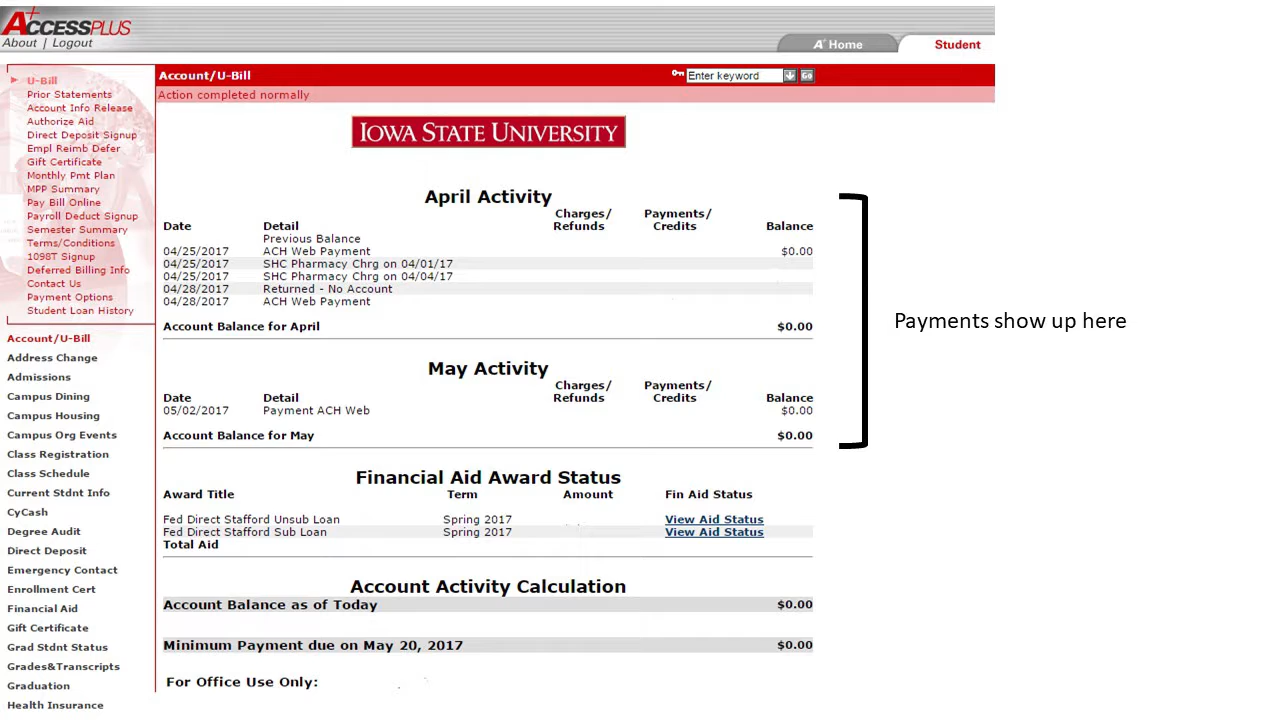 A+ ACCESSPLUS
About | Logout
A+ Home
Student
U-Bill
Prior Statements
Account Info Release
Authorize Aid
Direct Deposit Signup
Empl Reimb Defer
Gift Certificate
Monthly Pmt Plan
MPP Summary
Pay Bill Online
Payroll Deduct Signup
Semester Summary
Terms/Conditions
1098T Signup
Deferred Billing Info
Contact Us
Payment Options
Student Loan History
Account/U-Bill
Address Change
Admissions
Campus Dining
Campus Housing
Campus Org Events
Class Registration
Class Schedule
Current Stdnt Info
CyCash
Degree Audit
Direct Deposit
Emergency Contact
Enrollment Cert
Financial Aid
Gift Certificate
Grad Stdnt Status
Grades&Transcripts
Graduation
Health Insurance
Account/U-Bill
Enter keyword Go
Action completed normally
IOWA STATE UNIVERSITY
April Activity
Charges/ Payments/
Date Detail Refunds Credits Balance
Previous Balance
04/25/2017 ACH Web Payment $0.00
04/25/2017 SHC Pharmacy Chrg on 04/01/17
04/25/2017 SHC Pharmacy Chrg on 04/04/17
04/28/2017 Returned - No Account
04/28/2017 ACH Web Payment
Account Balance for April $0.00
May Activity
Charges/ Payments/
Date Detail Refunds Credits Balance
05/02/2017 Payment ACH Web $0.00
Account Balance for May $0.00
Financial Aid Award Status
Award Title Term Amount Fin Aid Status
Fed Direct Stafford Unsub Loan Spring 2017 View Aid Status
Fed Direct Stafford Sub Loan Spring 2017 View Aid Status
Total Aid
Account Activity Calculation
Account Balance as of Today $0.00
Minimum Payment due on May 20, 2017 $0.00
For Office Use Only:
Payments show up here